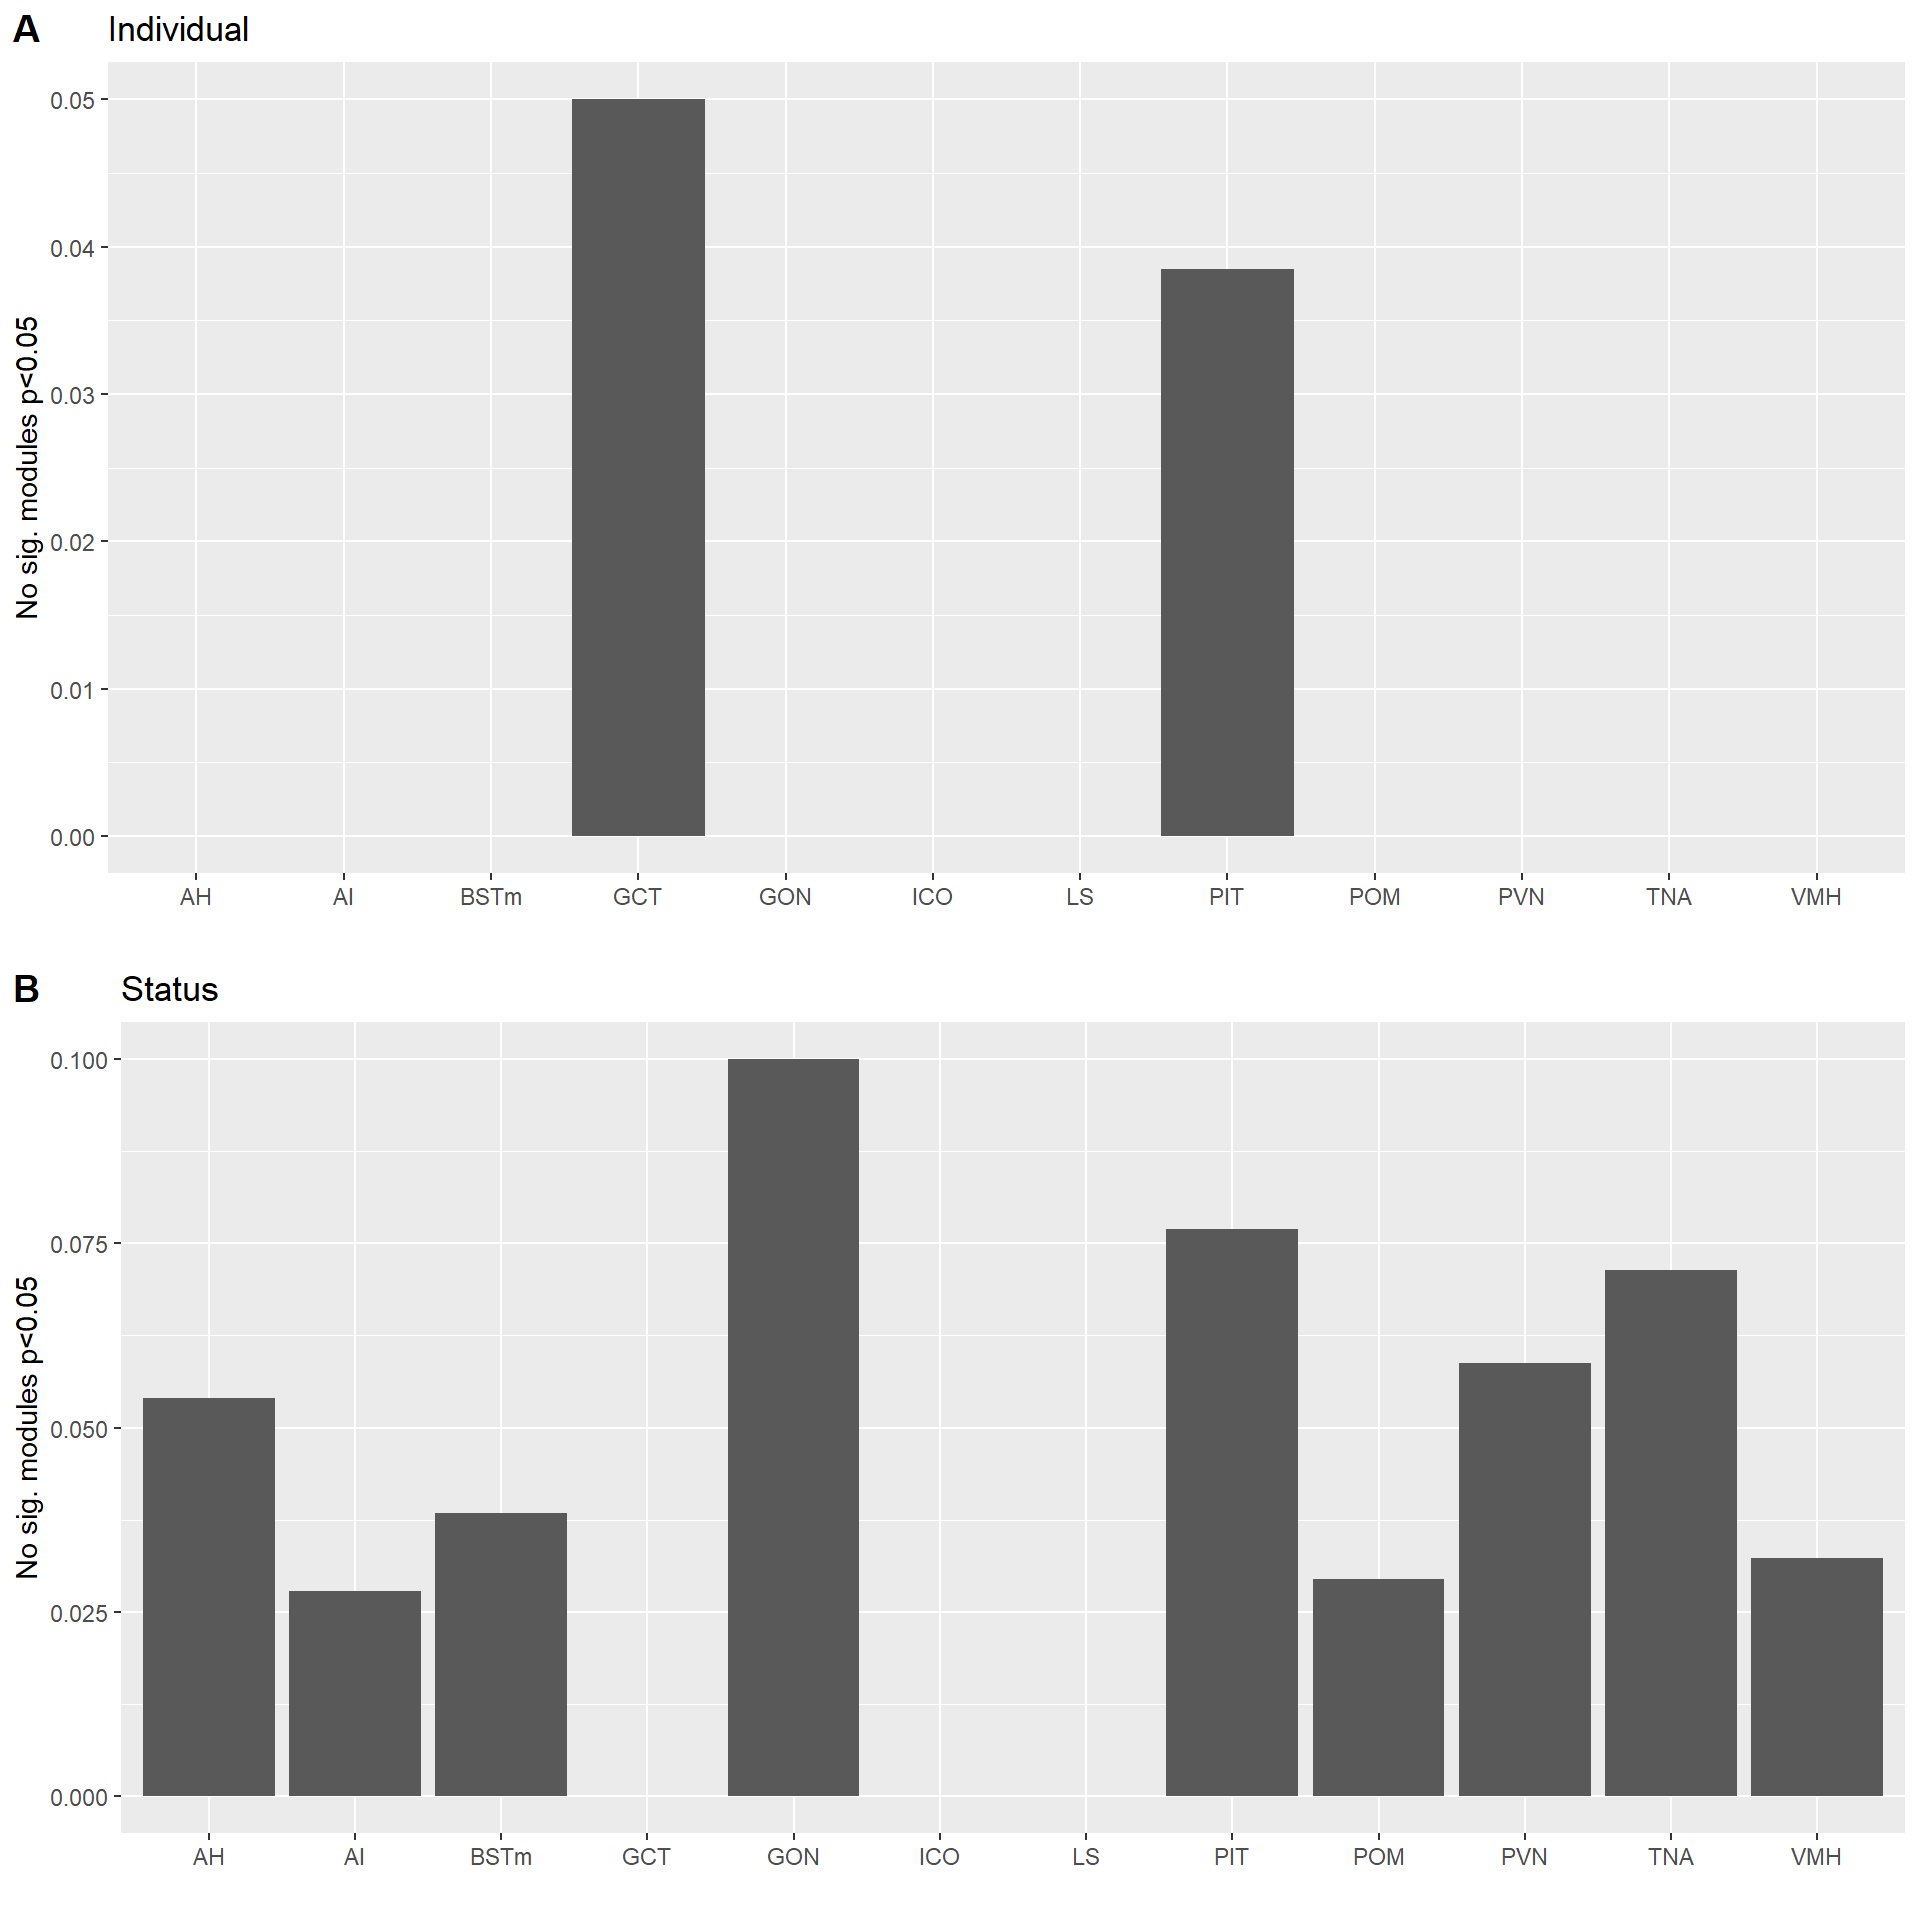 A
Individual
No sig. modules p<0.05
0.05
0.04
0.03
0.02
0.01
0.00
AH AI BSTm GCT GON ICO LS PIT POM PVN TNA VMH
B
Status
No sig. modules p<0.05
0.100
0.075
0.050
0.025
0.000
AH AI BSTm GCT GON ICO LS PIT POM PVN TNA VMH